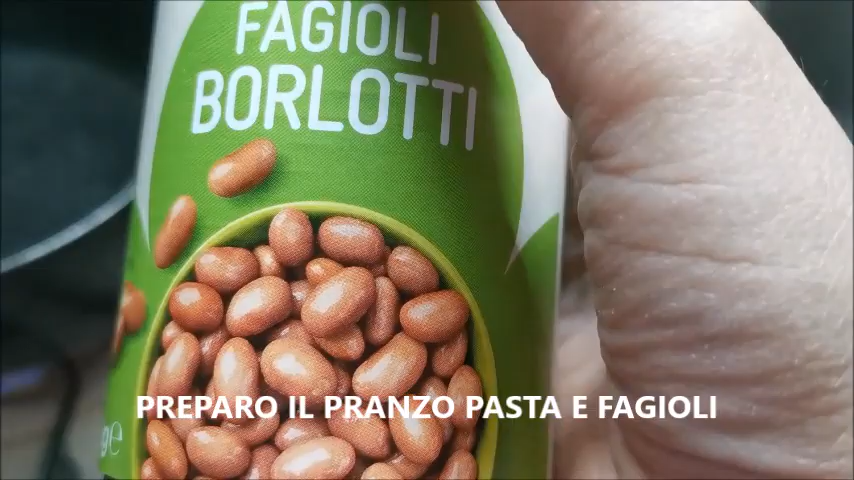 FAGIOLI
BORLOTTI
PREPARO IL PRANZO PASTA E FAGIOLI
g℮